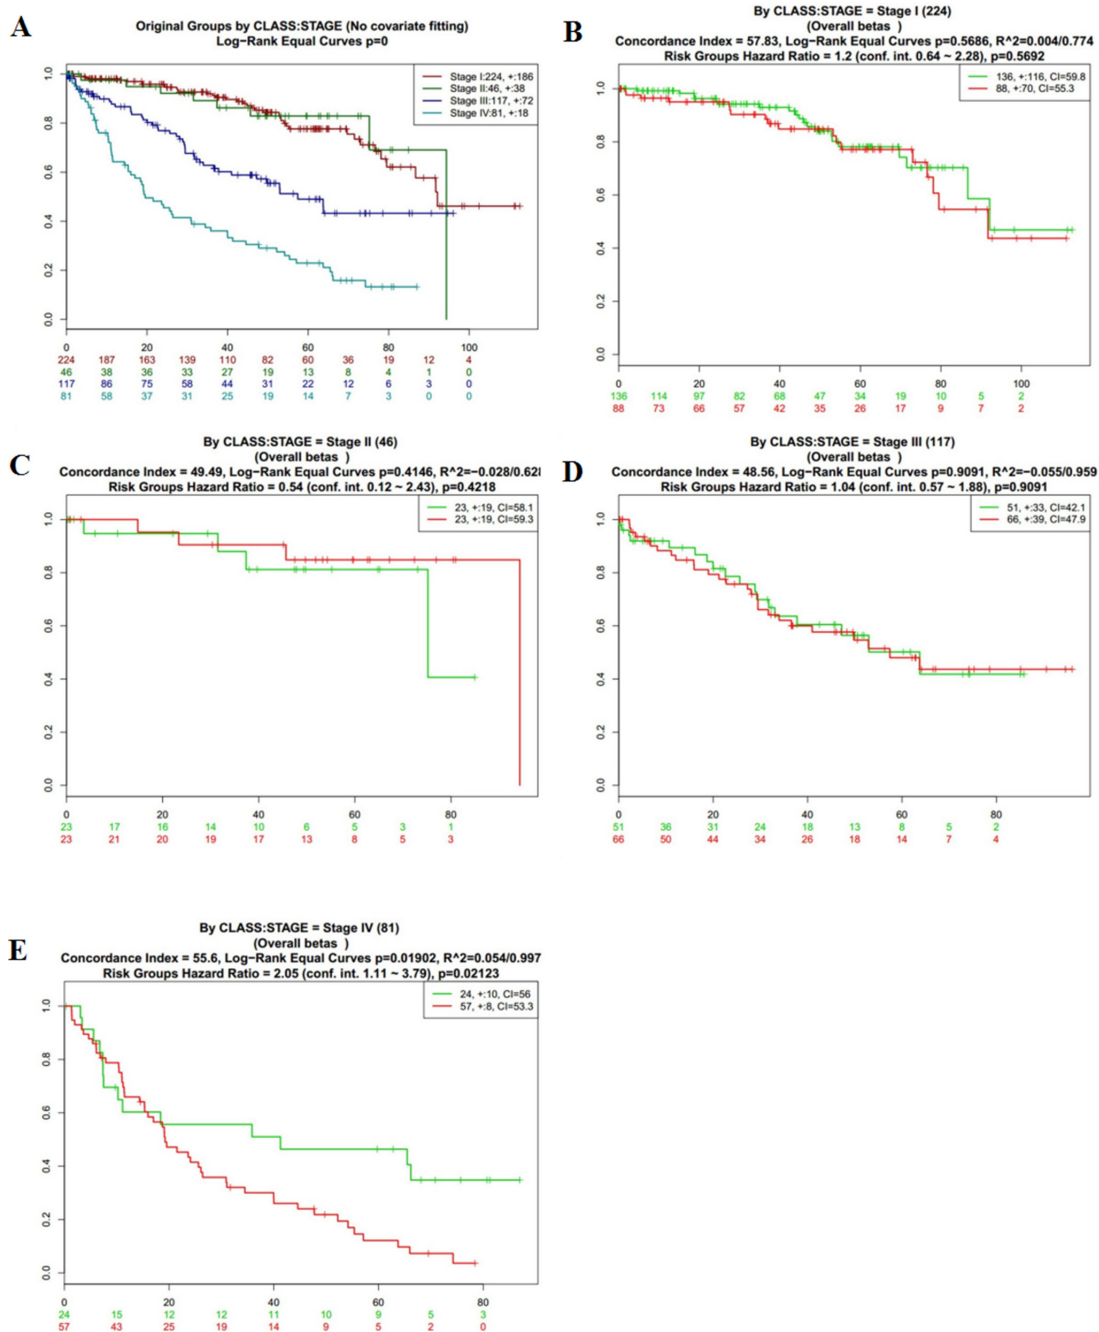 A
Original Groups by CLASS:STAGE (No covariate fitting)
Log−Rank Equal Curves p=0
Stage I:224, +:186
Stage II:46, +:38
Stage III:117, +:72
Stage IV:81, +:18
1.0
0.8
0.6
0.4
0.2
0.0
0 20 40 60 80 100
224 187 163 139 110 82 60 36 19 12 4
46 38 36 33 27 19 13 8 4 1 0
117 86 75 58 44 31 22 12 6 3 0
81 58 37 31 25 19 14 7 3 0 0
B
By CLASS:STAGE = Stage I (224)
(Overall betas )
Concordance Index = 57.83, Log−Rank Equal Curves p=0.5686, R^2=0.004/0.774
Risk Groups Hazard Ratio = 1.2 (conf. int. 0.64 ~ 2.28), p=0.5692
136, +:116, CI=59.8
88, +:70, CI=55.3
1.0
0.8
0.6
0.4
0.2
0.0
0 20 40 60 80 100
136 114 97 82 68 47 34 19 10 5 2
88 73 66 57 42 35 26 17 9 7 2
C
By CLASS:STAGE = Stage II (46)
(Overall betas )
Concordance Index = 49.49, Log−Rank Equal Curves p=0.4146, R^2=−0.028/0.628
Risk Groups Hazard Ratio = 0.54 (conf. int. 0.12 ~ 2.43), p=0.4218
23, +:19, CI=58.1
23, +:19, CI=59.3
1.0
0.8
0.6
0.4
0.2
0.0
0 20 40 60 80
23 17 16 14 10 6 5 3 1
23 21 20 19 17 13 8 5 3
D
By CLASS:STAGE = Stage III (117)
(Overall betas )
Concordance Index = 48.56, Log−Rank Equal Curves p=0.9091, R^2=−0.055/0.959
Risk Groups Hazard Ratio = 1.04 (conf. int. 0.57 ~ 1.88), p=0.9091
51, +:33, CI=42.1
66, +:39, CI=47.9
1.0
0.8
0.6
0.4
0.2
0.0
0 20 40 60 80
51 36 31 24 18 13 8 5 2
66 50 44 34 26 18 14 7 4
E
By CLASS:STAGE = Stage IV (81)
(Overall betas )
Concordance Index = 55.6, Log−Rank Equal Curves p=0.01902, R^2=0.054/0.997
Risk Groups Hazard Ratio = 2.05 (conf. int. 1.11 ~ 3.79), p=0.02123
24, +:10, CI=56
57, +:8, CI=53.3
1.0
0.8
0.6
0.4
0.2
0.0
0 20 40 60 80
24 15 12 12 11 10 9 5 3
57 43 25 19 14 9 5 2 0